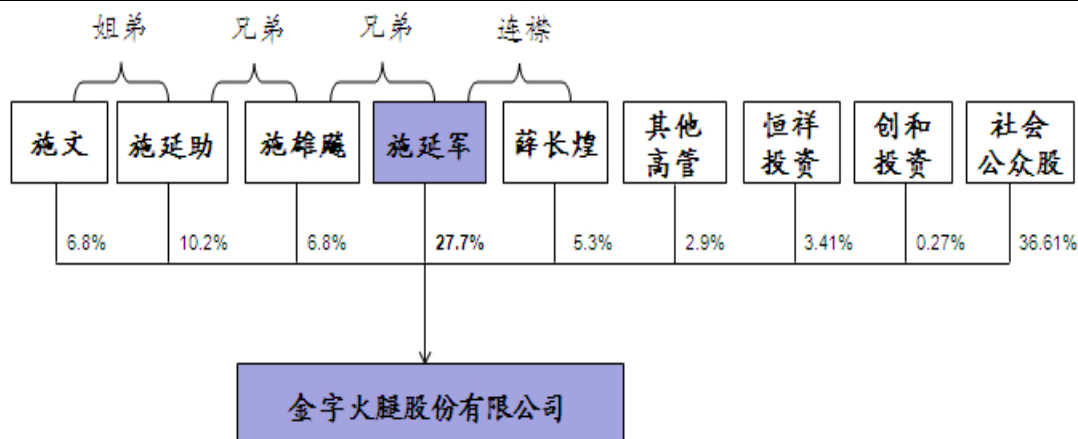 姐弟 兄弟 兄弟 连襟
施文 施延助 施雄飚 施延军 薛长煌 其他高管 恒祥投资 创和投资 社会公众股
6.8% 10.2% 6.8% 27.7% 5.3% 2.9% 3.41% 0.27% 36.61%
金字火腿股份有限公司